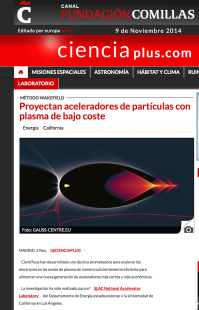 CANAL
FUNDACIÓN COMILLAS
Editado por europa press
9 de Noviembre 2014
ciencia plus.com
MISIONES ESPACIALES ASTRONOMÍA HÁBITAT Y CLIMA RUIN
LABORATORIO
MÉTODO WAKEFIELD
Proyectan aceleradores de partículas con
plasma de bajo coste
Energía California
Foto: GAUSS-CENTRE.EU
MADRID, 5 Nov. (@CIENCIAPLUS)
Científicos han desarrollado una técnica prometedora para acelerar los
electrones en las ondas de plasma de manera suficientemente eficiente para
alimentar una nueva generación de aceleradores más cortos y más económicos.
La investigación ha sido realizada por el SLAC National Accelerator
Laboratory, del Departamento de Energía estadounidense y la Universidad de
California en Los Ángeles.